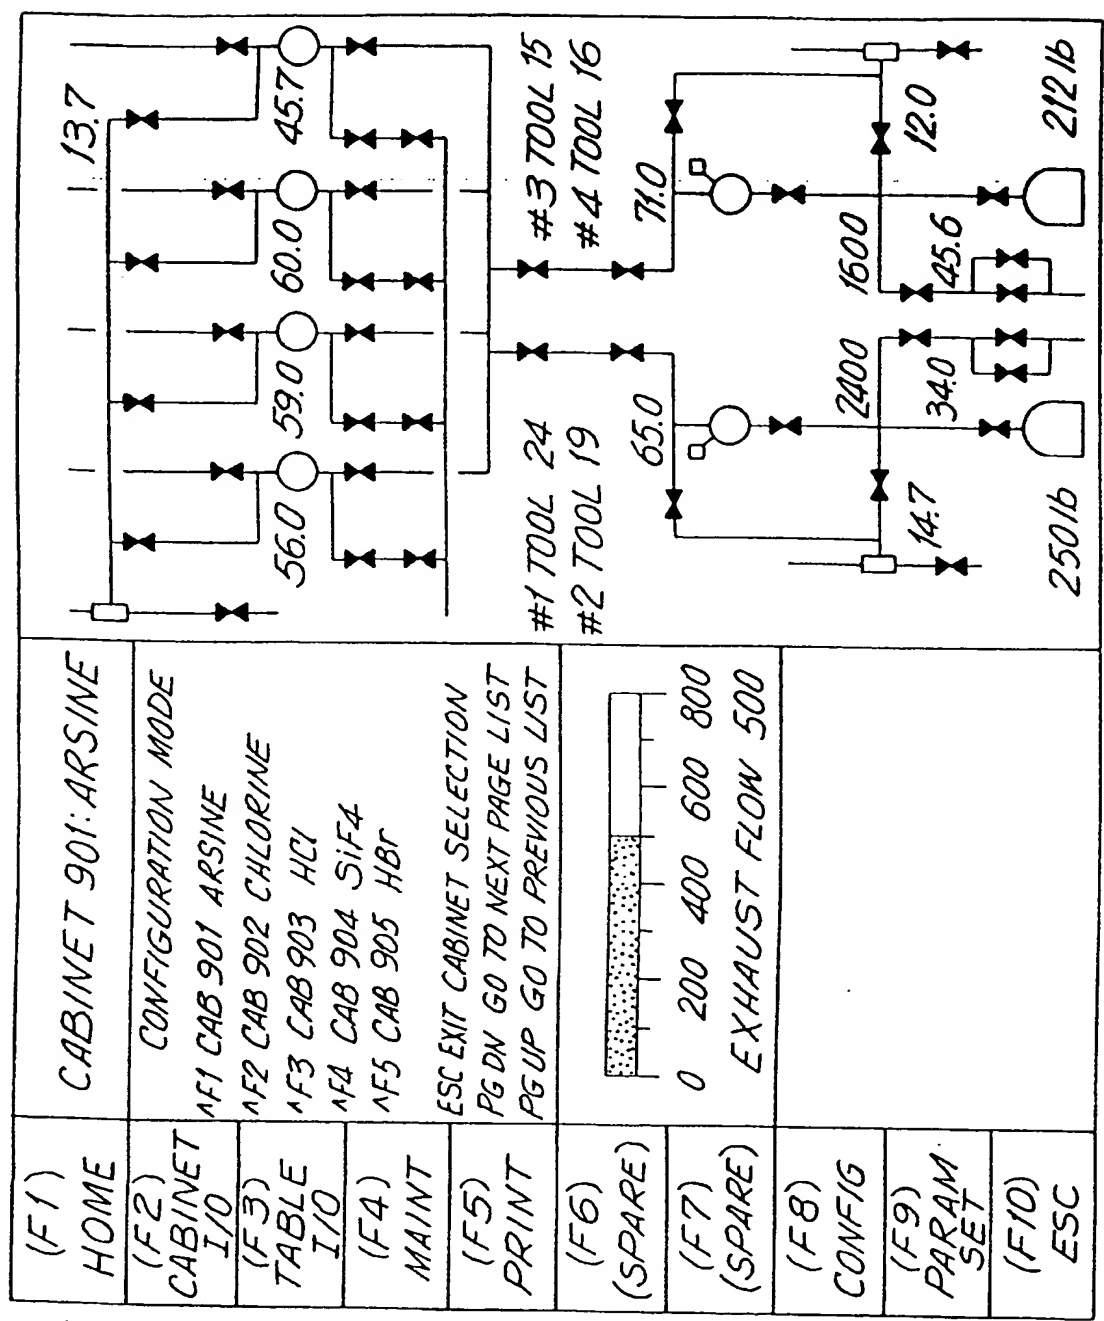 (F1)
HOME
(F2)
CABINET
I/O
(F3)
TABLE
I/O
(F4)
MAINT
(F5)
PRINT
(F6)
(SPARE)
(F7)
(SPARE)
(F8)
CONFIG
(F9)
PARAM
SET
(F10)
ESC
CABINET 901: ARSINE
CONFIGURATION MODE
^F1 CAB 901 ARSINE
^F2 CAB 902 CHLORINE
^F3 CAB 903 HCl
^F4 CAB 904 SiF4
^F5 CAB 905 HBr
ESC EXIT CABINET SELECTION
PG DN GO TO NEXT PAGE LIST
PG UP GO TO PREVIOUS LIST
0 200 400 600 800
EXHAUST FLOW 500
13.7
56.0 59.0 60.0 45.7
#1 TOOL 24
#2 TOOL 19
#3 TOOL 15
#4 TOOL 16
65.0 71.0
2400 1600
14.7 34.0 45.6 12.0
250 lb 212 lb